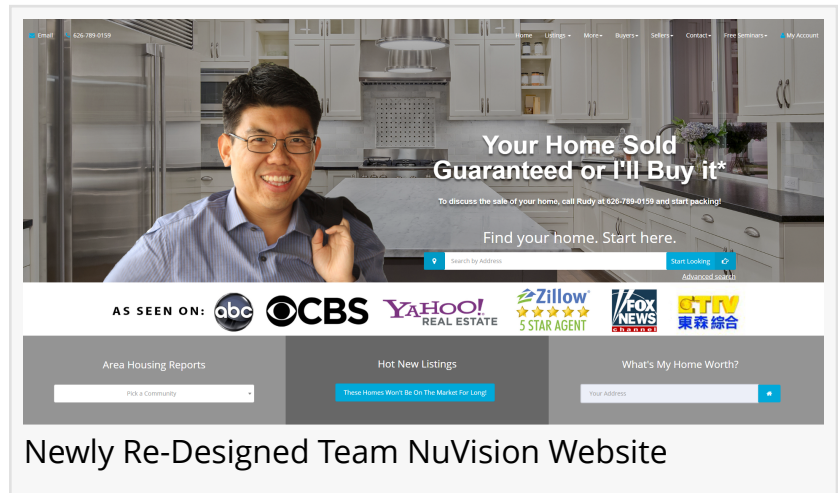 Email 626-789-0159 Home Listings More Buyers Sellers Contact Free Seminars My Account
Your Home Sold
Guaranteed or I'll Buy it*
To discuss the sale of your home, call Rudy at 626-789-0159 and start packing!
Find your home. Start here.
Search by Address Start Looking
Advanced search
AS SEEN ON: abc CBS YAHOO! REAL ESTATE Zillow 5 STAR AGENT FOX NEWS channel ETTV 東森綜合
Area Housing Reports Hot New Listings What's My Home Worth?
Pick a Community These Homes Won't Be On The Market For Long! Your Address
Newly Re-Designed Team NuVision Website